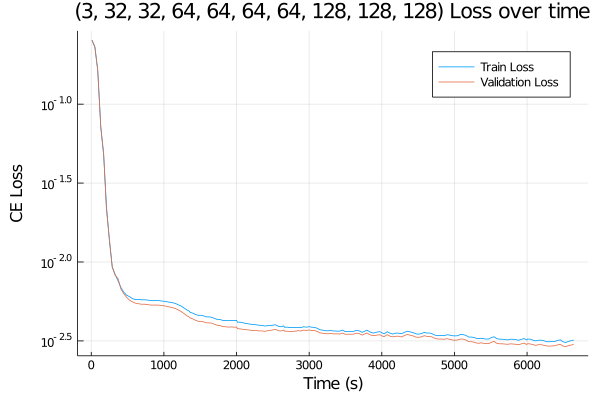 (3, 32, 32, 64, 64, 64, 64, 128, 128, 128) Loss over time
Train Loss
Validation Loss
10^-1.0
10^-1.5
10^-2.0
10^-2.5
CE Loss
0 1000 2000 3000 4000 5000 6000
Time (s)